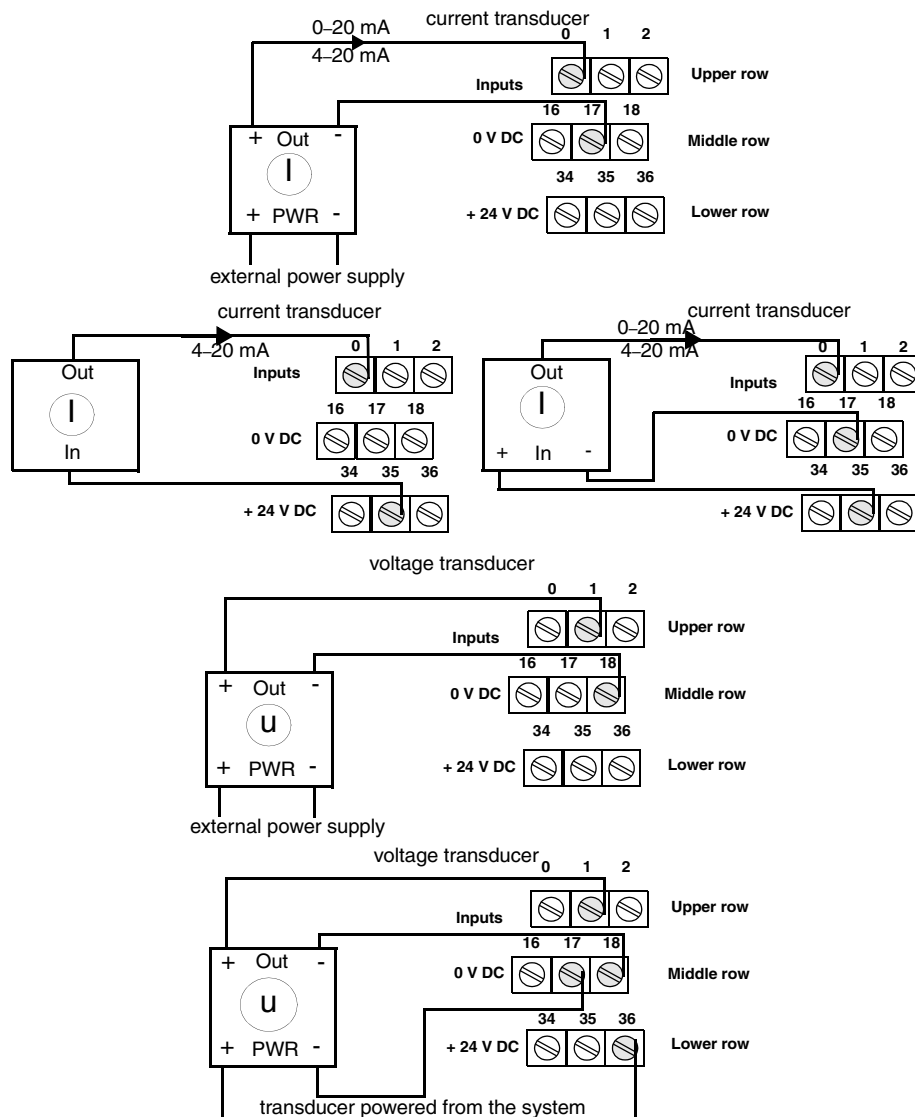 current transducer
0–20 mA
4–20 mA
0 1 2
Upper row
Inputs
16 17 18
+ Out -
0 V DC
Middle row
I
34 35 36
+ PWR -
+ 24 V DC
Lower row
external power supply
current transducer
4–20 mA
0 1 2
Out
Inputs
I
16 17 18
0 V DC
In
34 35 36
+ 24 V DC
current transducer
0–20 mA
4–20 mA
0 1 2
Out
Inputs
I
16 17 18
0 V DC
+ In -
34 35 36
+ 24 V DC
voltage transducer
0 1 2
Upper row
Inputs
16 17 18
+ Out -
0 V DC
Middle row
u
34 35 36
+ PWR -
+ 24 V DC
Lower row
external power supply
voltage transducer
0 1 2
Upper row
Inputs
16 17 18
+ Out -
0 V DC
Middle row
u
34 35 36
+ PWR -
+ 24 V DC
Lower row
transducer powered from the system